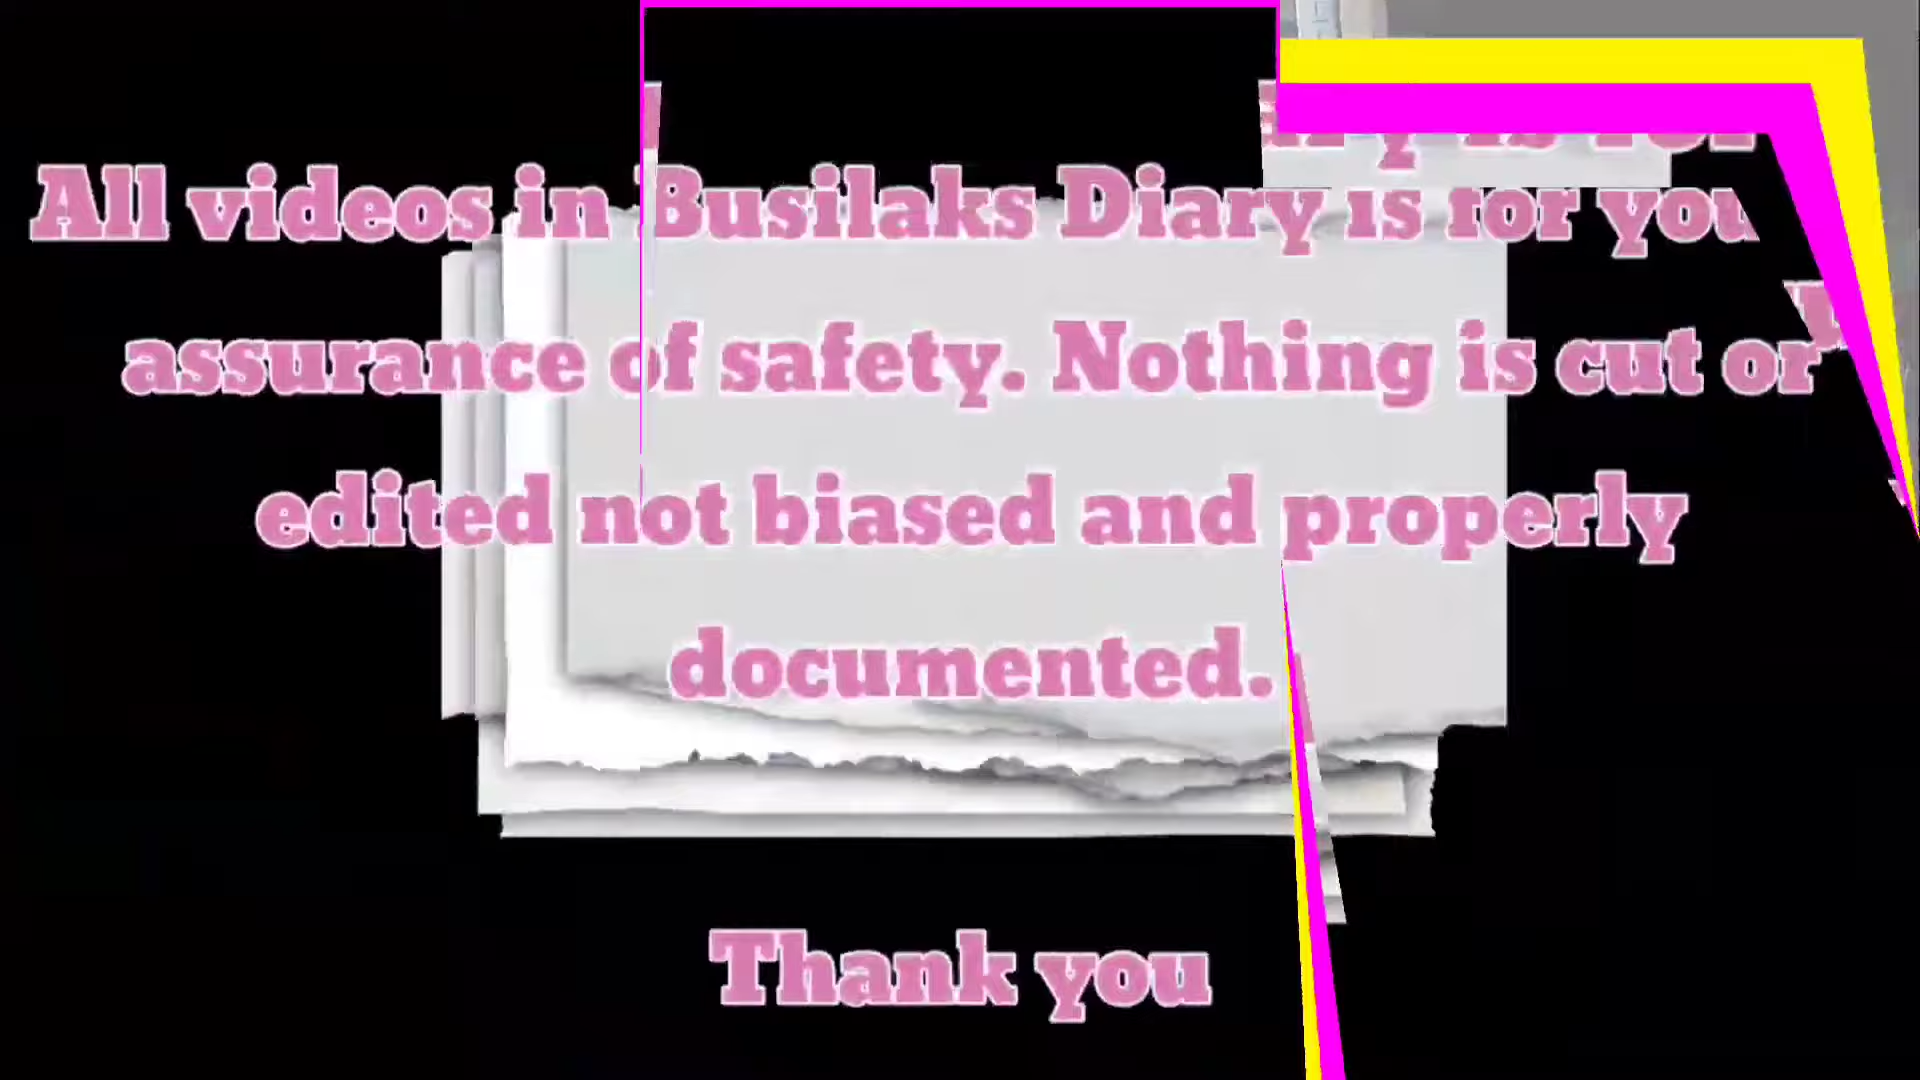 All videos in Busilaks Diary is for you
assurance of safety. Nothing is cut or
edited not biased and properly
documented.
Thank you